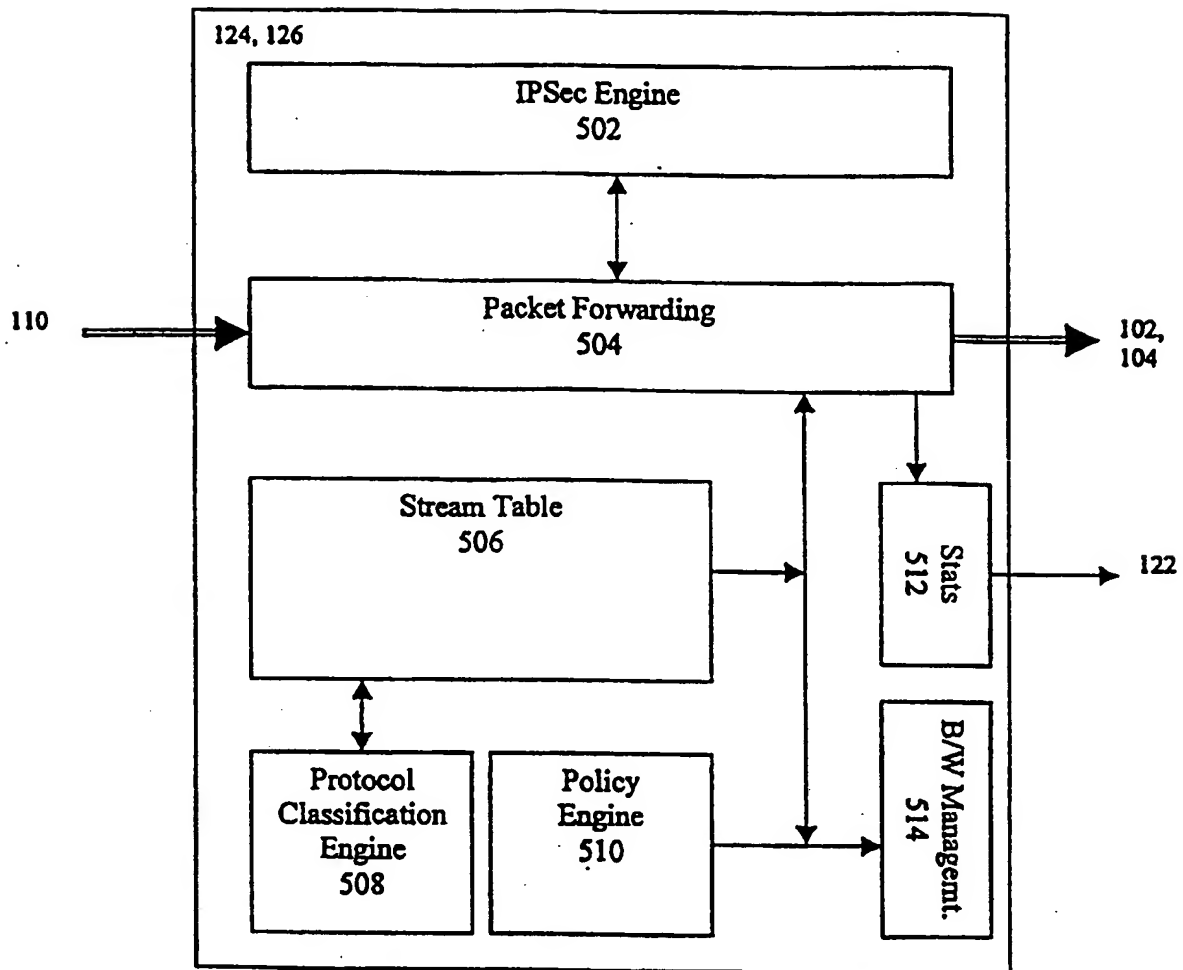 124, 126
IPSec Engine
502
110
Packet Forwarding
504
102,
104
Stream Table
506
Stats
512
122
Protocol
Classification
Engine
508
Policy
Engine
510
B/W Managemt.
514